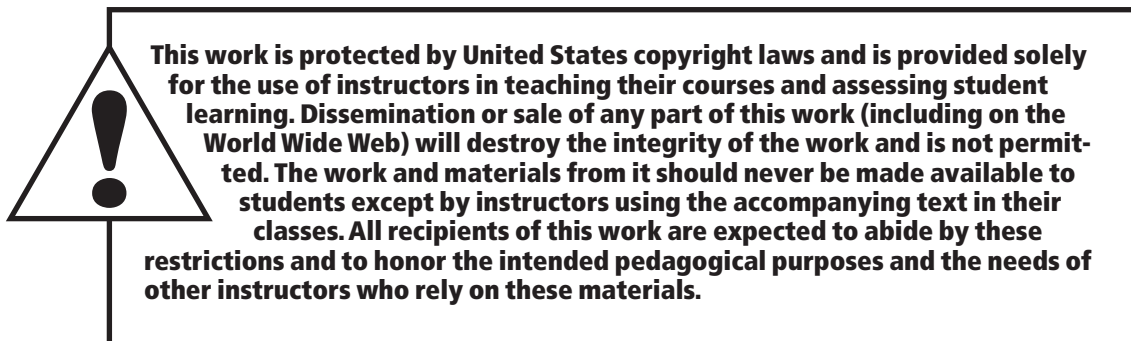 This work is protected by United States copyright laws and is provided solely
for the use of instructors in teaching their courses and assessing student
learning. Dissemination or sale of any part of this work (including on the
World Wide Web) will destroy the integrity of the work and is not permit-
ted. The work and materials from it should never be made available to
students except by instructors using the accompanying text in their
classes. All recipients of this work are expected to abide by these
restrictions and to honor the intended pedagogical purposes and the needs of
other instructors who rely on these materials.